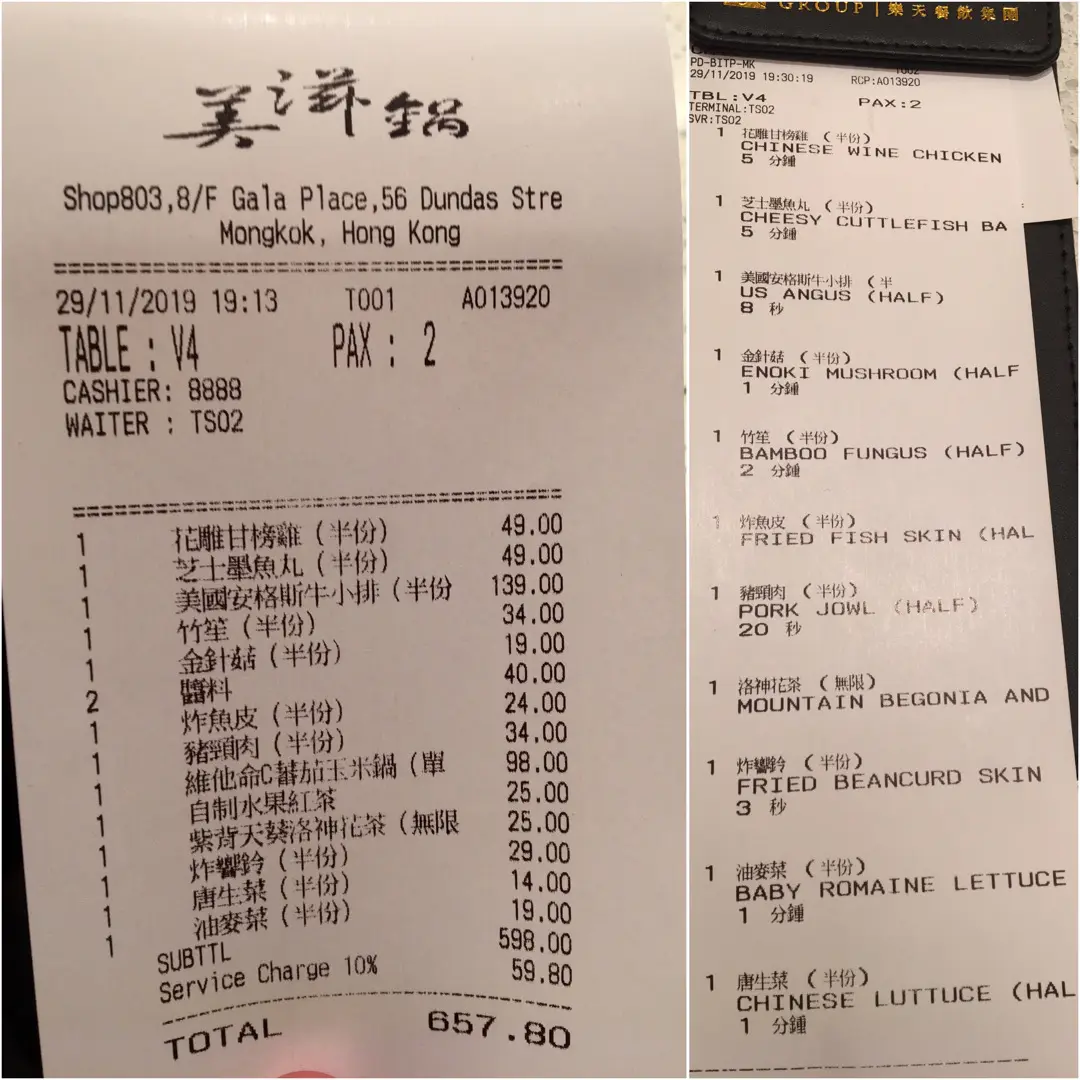 美滋鍋
Shop803,8/F Gala Place,56 Dundas Stre
Mongkok, Hong Kong
29/11/2019 19:13 T001 A013920
TABLE : V4 PAX : 2
CASHIER: 8888
WAITER : TS02
1 花雕甘榜雞 (半份) 49.00
1 芝士墨魚丸 (半份) 49.00
1 美國安格斯牛小排 (半份 139.00
1 竹笙 (半份) 34.00
1 金針菇 (半份) 19.00
2 醬料 40.00
1 炸魚皮 (半份) 24.00
1 豬頸肉 (半份) 34.00
1 維他命C蕃茄玉米鍋 (單 98.00
1 自制水果紅茶 25.00
1 紫背天葵洛神花茶 (無限 25.00
1 炸響鈴 (半份) 29.00
1 唐生菜 (半份) 14.00
1 油麥菜 (半份) 19.00
SUBTTL 598.00
Service Charge 10% 59.80
TOTAL 657.80
GROUP | 樂天餐飲集團
PD-BITP-MK
29/11/2019 19:30:19 RCP:A013920
TBL:V4 PAX:2
TERMINAL:TS02
SVR:TS02
1 花雕甘榜雞 (半份)
CHINESE WINE CHICKEN
5 分鍾
1 芝士墨魚丸 (半份)
CHEESY CUTTLEFISH BA
5 分鍾
1 美國安格斯牛小排 (半
US ANGUS (HALF)
8 秒
1 金針菇 (半份)
ENOKI MUSHROOM (HALF
1 分鍾
1 竹笙 (半份)
BAMBOO FUNGUS (HALF)
2 分鍾
1 炸魚皮 (半份)
FRIED FISH SKIN (HAL
1 豬頸肉 (半份)
PORK JOWL (HALF)
20 秒
1 洛神花茶 (無限)
MOUNTAIN BEGONIA AND
1 炸響鈴 (半份)
FRIED BEANCURD SKIN
3 秒
1 油麥菜 (半份)
BABY ROMAINE LETTUCE
1 分鍾
1 唐生菜 (半份)
CHINESE LUTTUCE (HAL
1 分鍾